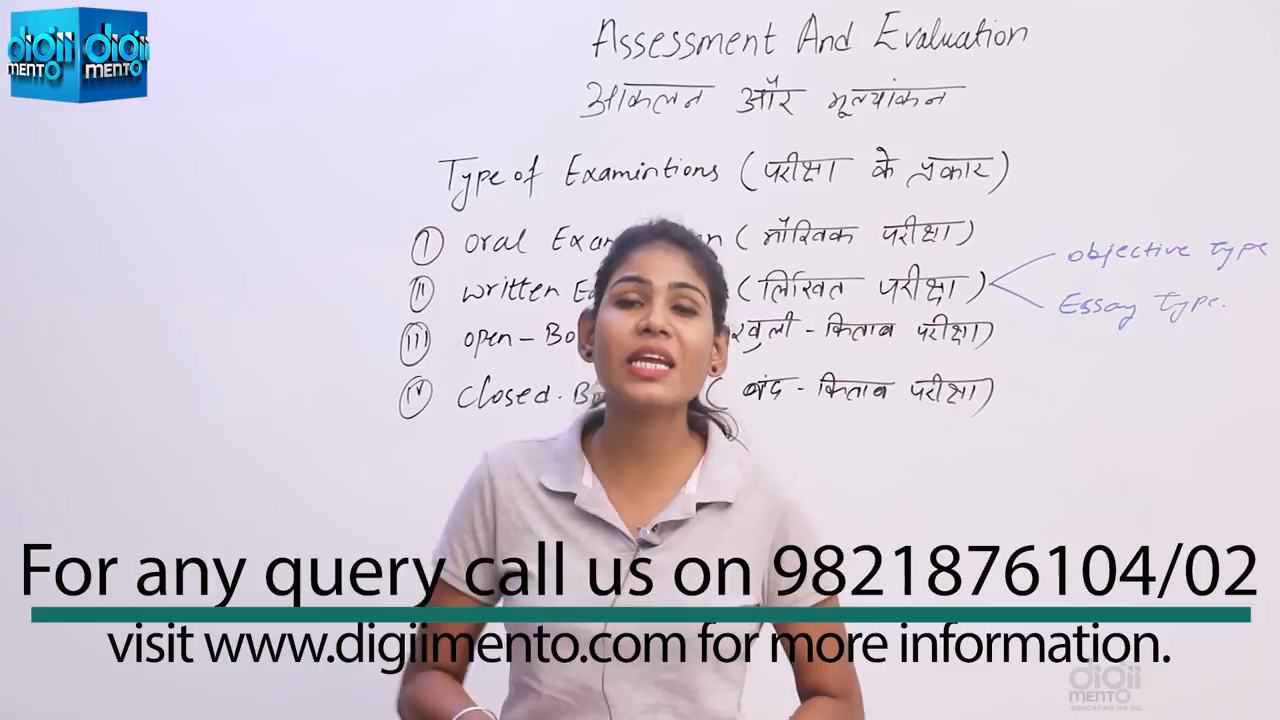 digii digii
MENTO MENTO
Assessment And Evaluation
आकलन और मूल्यांकन
Type of Examintions (परीक्षा के प्रकार)
I Oral (मौखिक परीक्षा)
II written (लिखित परीक्षा)
objective type
Essay type.
III open- खुली-किताब परीक्षा)
IV closed- (बंद-किताब परीक्षा)
For any query call us on 9821876104/02
visit www.digiimento.com for more information.
digii
MENTO